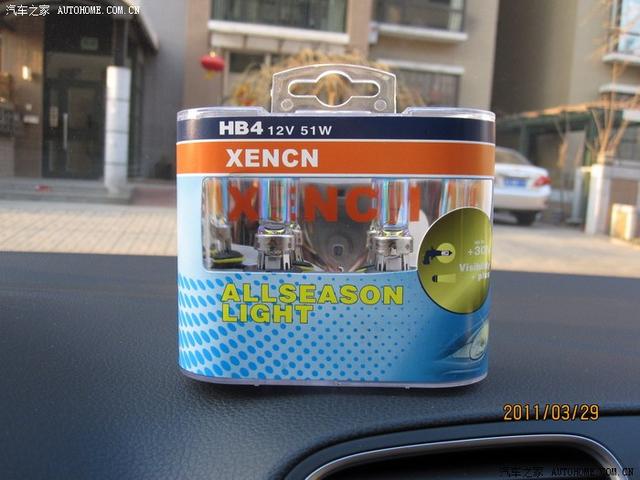 汽车之家 AUTOHOME.COM.CN
HB4 12V 51W
XENCN
XENCN
+30%
ALLSEASON
LIGHT
2011/03/29
汽车之家 AUTOHOME.COM.CN